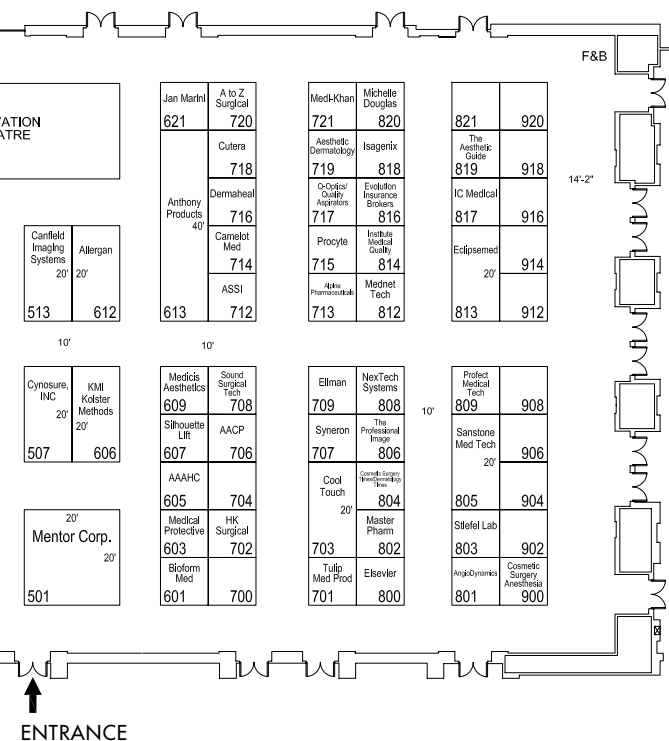 F&B
VATION
ATRE
14'-2"
Jan Marini
621
A to Z
Surgical
720
Cutera
718
Anthony
Products
40'
613
Dermaheal
716
Camelot
Med
714
ASSI
712
Medi-Khan
721
Michelle
Douglas
820
Aesthetic
Dermatology
719
Isagenix
818
Q-Optics/
Quality
Aspirators
717
Evolution
Insurance
Brokers
816
Procyte
715
Institute
Medical
Quality
814
Alpine
Pharmaceuticals
713
Mednet
Tech
812
821
920
The
Aesthetic
Guide
819
918
IC Medical
817
916
Eclipsemed
20'
813
914
912
Canfield
Imaging
Systems
20'
513
Allergan
20'
612
10'
10'
10'
Cynosure,
INC
20'
507
KMI
Kolster
Methods
20'
606
20'
Mentor Corp.
20'
501
Medicis
Aesthetics
609
Sound
Surgical
Tech
708
Silhouette
Lift
607
AACP
706
AAAHC
605
704
Medical
Protective
603
HK
Surgical
702
Bioform
Med
601
700
Ellman
709
NexTech
Systems
808
Syneron
707
The
Professional
Image
806
Cool
Touch
20'
703
Cosmetic Surgery
Times/Dermatology
Times
804
Master
Pharm
802
Tulip
Med Prod
701
Elsevier
800
Profect
Medical
Tech
809
908
Sanstone
Med Tech
20'
805
906
904
Stiefel Lab
803
902
AngioDynamics
801
Cosmetic
Surgery
Anesthesia
900
ENTRANCE